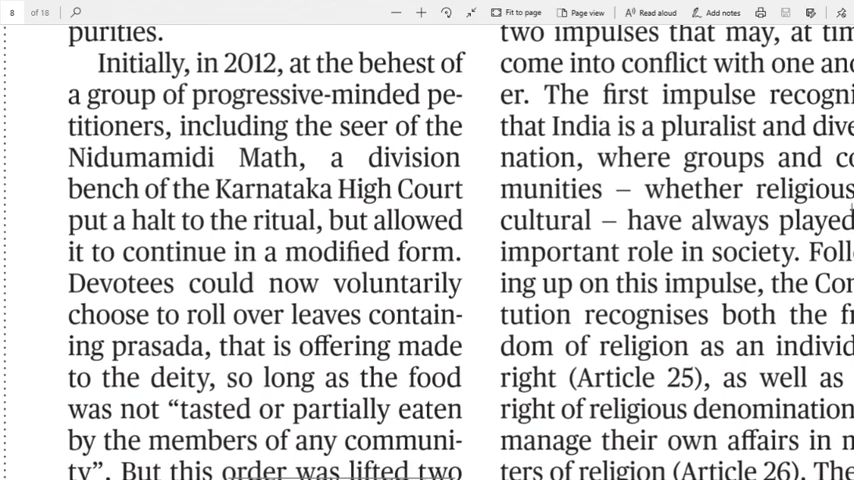 8 of 18 Fit to page Page view Read aloud Add notes
purities.
Initially, in 2012, at the behest of
a group of progressive-minded pe-
titioners, including the seer of the
Nidumamidi Math, a division
bench of the Karnataka High Court
put a halt to the ritual, but allowed
it to continue in a modified form.
Devotees could now voluntarily
choose to roll over leaves contain-
ing prasada, that is offering made
to the deity, so long as the food
was not “tasted or partially eaten
by the members of any communi-
ty”. But this order was lifted two
two impulses that may, at tim
come into conflict with one ano
er. The first impulse recogni
that India is a pluralist and dive
nation, where groups and co
munities – whether religious
cultural – have always played
important role in society. Foll
ing up on this impulse, the Con
tution recognises both the fr
dom of religion as an individ
right (Article 25), as well as
right of religious denomination
manage their own affairs in m
ters of religion (Article 26). The